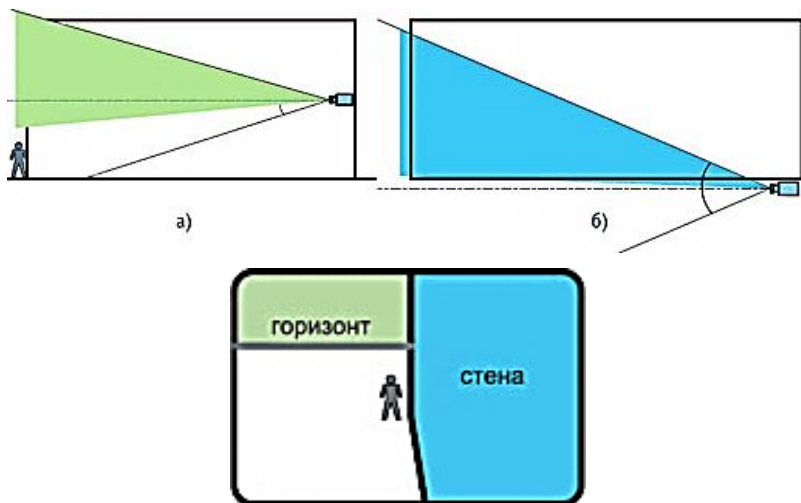 а)
б)
горизонт
стена